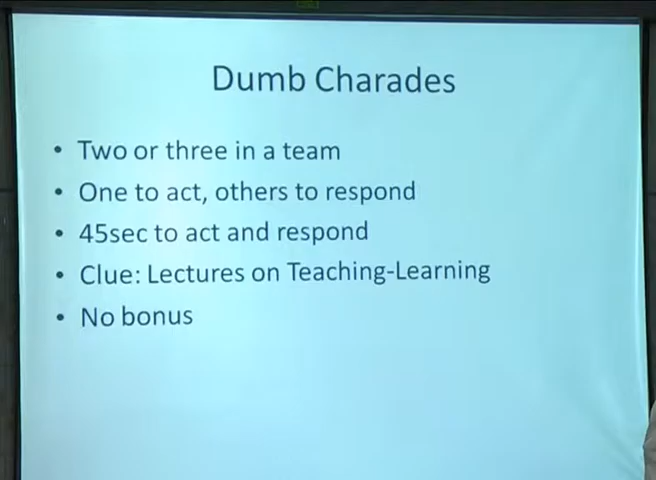 Dumb Charades
• Two or three in a team
• One to act, others to respond
• 45sec to act and respond
• Clue: Lectures on Teaching-Learning
• No bonus